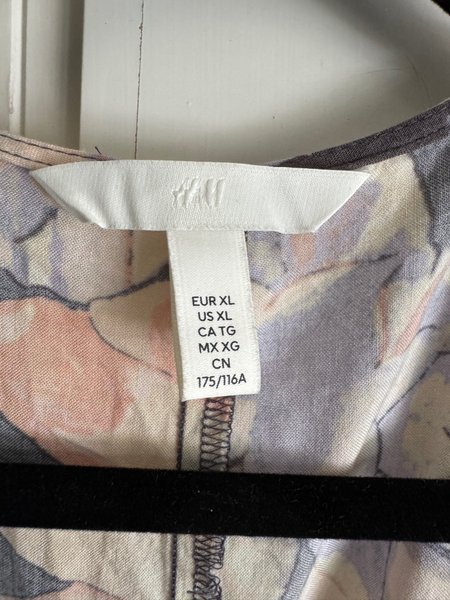 H&M
EUR XL
US XL
CA TG
MX XG
CN
175/116A